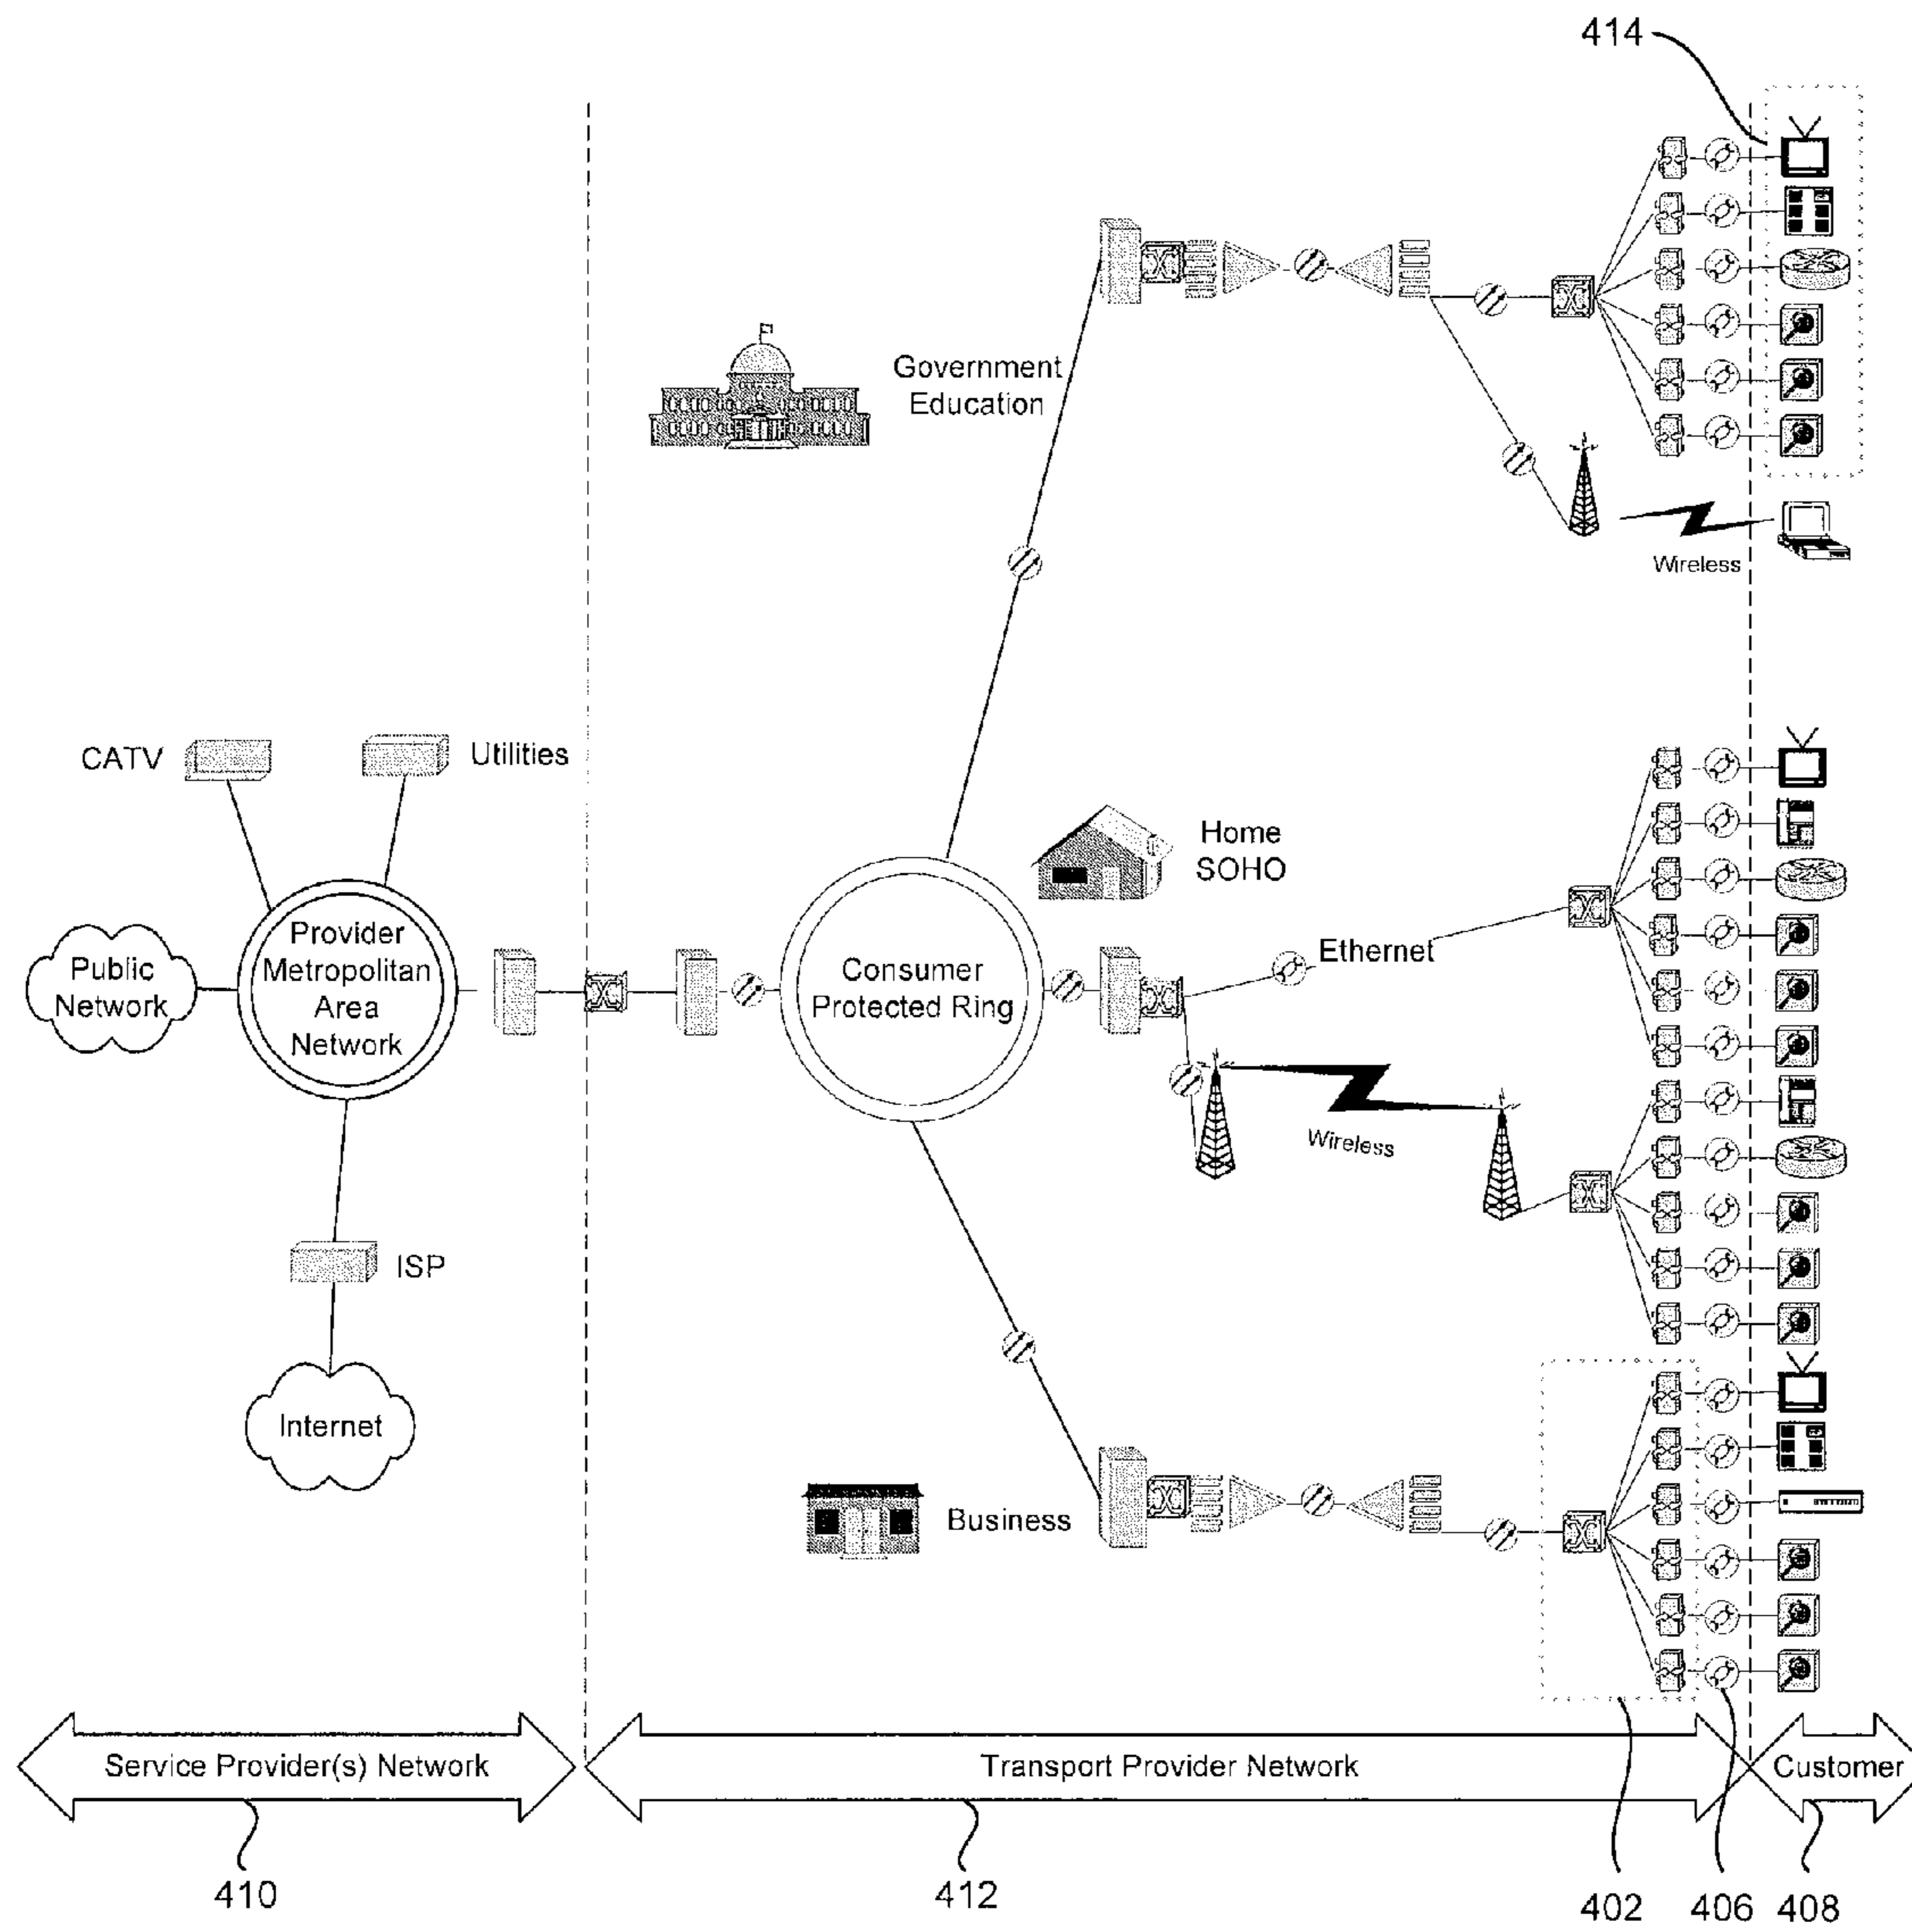 414
Government
Education
Wireless
CATV
Utilities
Home
SOHO
Provider
Metropolitan
Area
Network
Public
Network
Consumer
Protected Ring
Ethernet
Wireless
ISP
Internet
Business
Service Provider(s) Network
Transport Provider Network
Customer
410
412
402
406
408